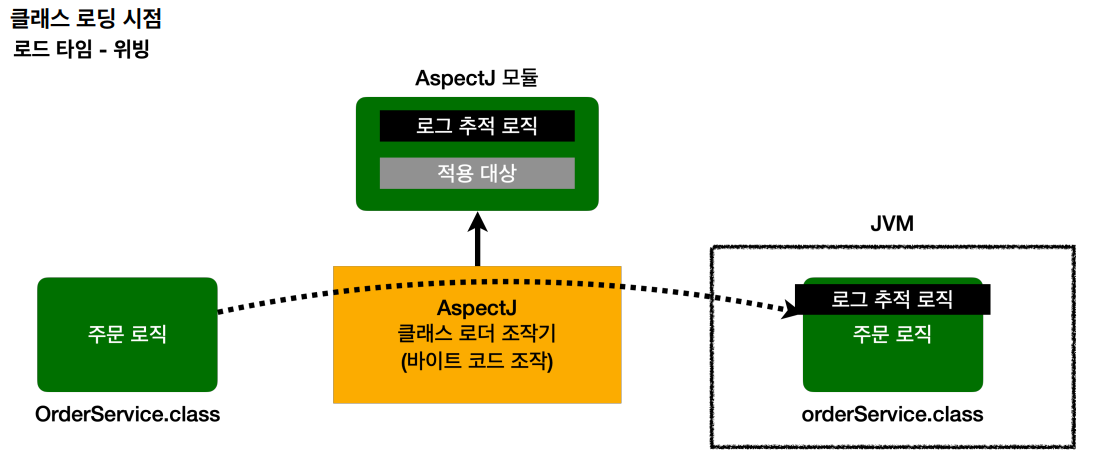 클래스 로딩 시점
로드 타임 - 위빙
AspectJ 모듈
로그 추적 로직
적용 대상
JVM
주문 로직
OrderService.class
AspectJ
클래스 로더 조작기
(바이트 코드 조작)
로그 추적 로직
주문 로직
orderService.class